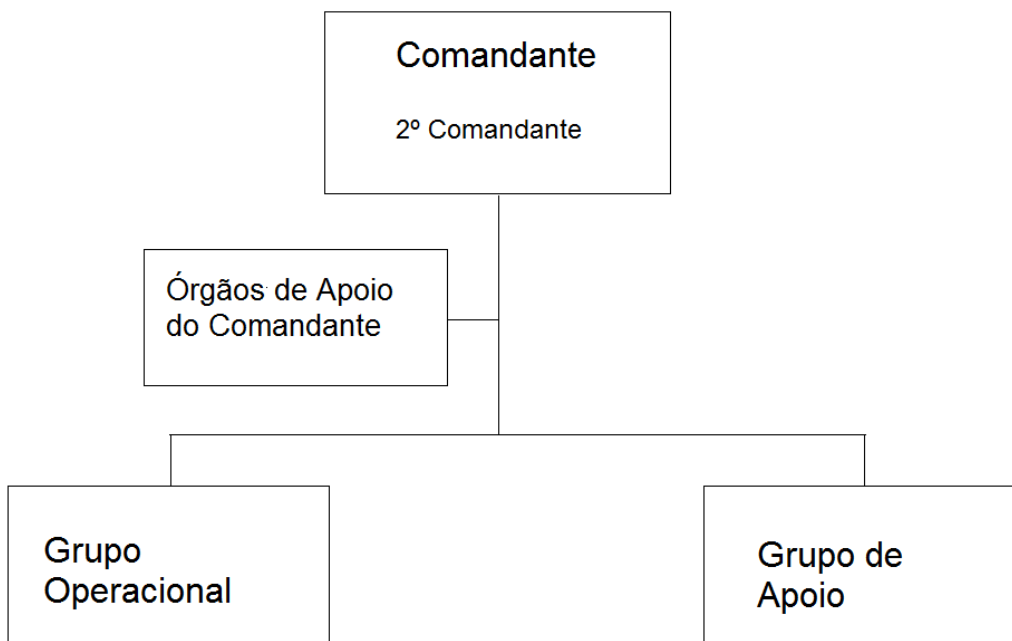 Comandante
2º Comandante
Órgãos de Apoio
do Comandante
Grupo
Operacional
Grupo de
Apoio